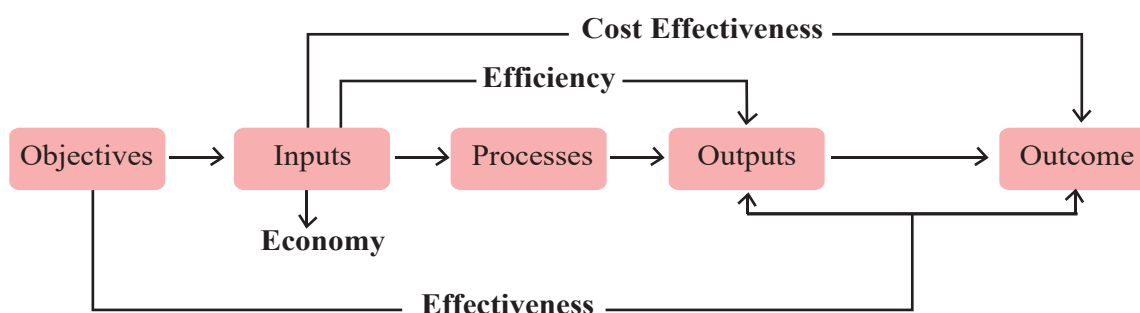 Cost Effectiveness
Efficiency
Objectives
Inputs
Processes
Outputs
Outcome
Economy
Effectiveness